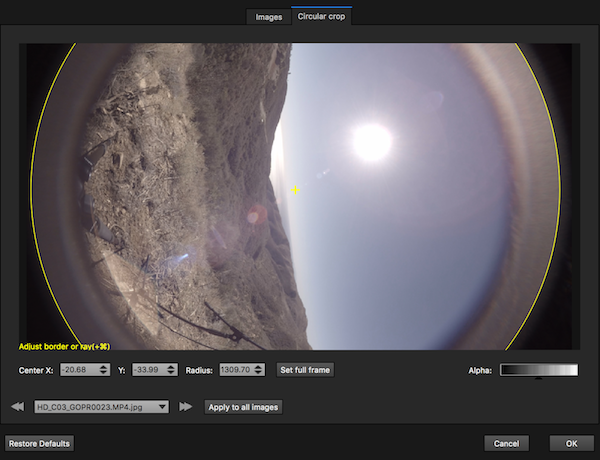 Images
Circular crop
Adjust border or ray(+⌘)
Center X: -20.68 Y: -33.99 Radius: 1309.70 Set full frame Alpha:
HD_C03_GOPR0023.MP4.jpg Apply to all images
Restore Defaults Cancel OK